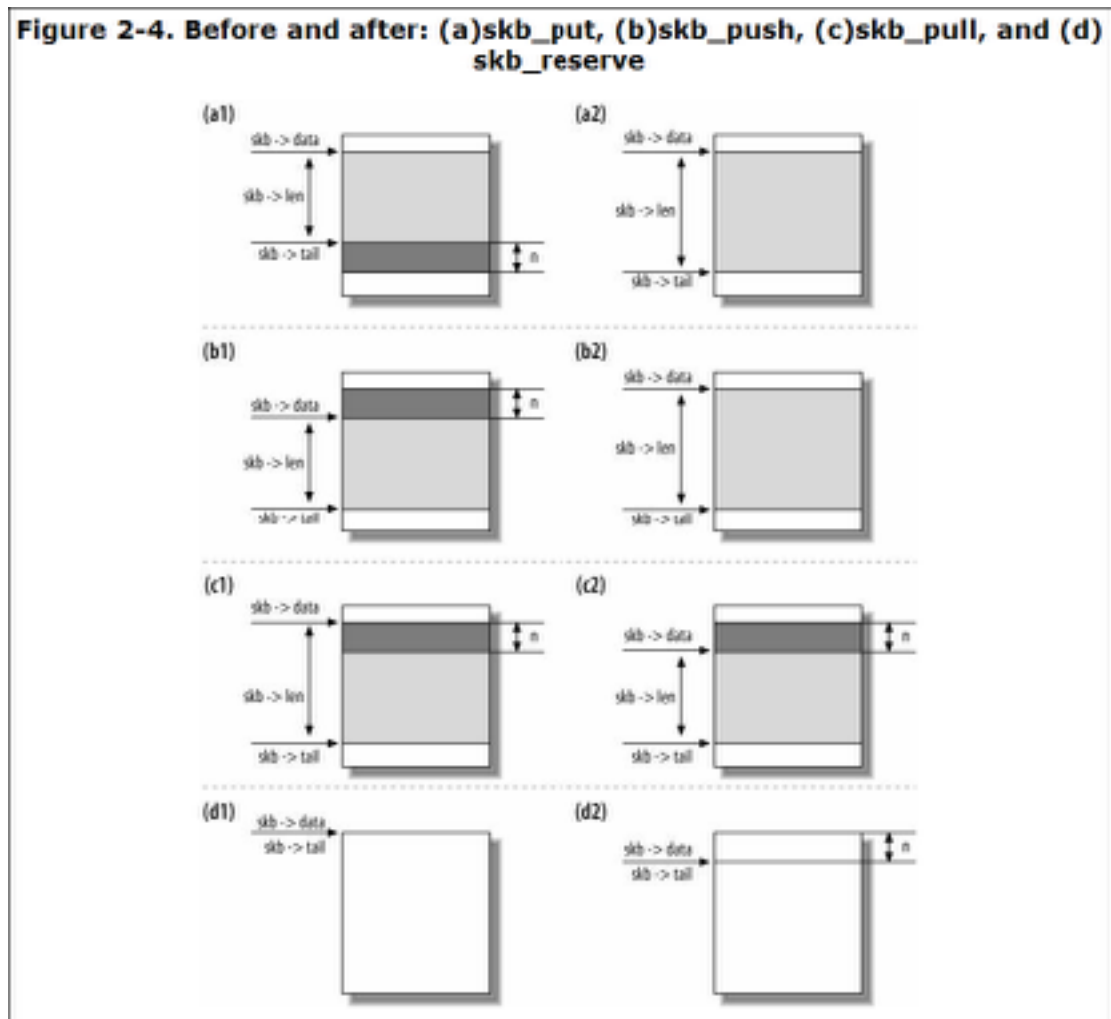 Figure 2-4. Before and after: (a)skb_put, (b)skb_push, (c)skb_pull, and (d)
skb_reserve
(a1)
skb -> data
skb -> len
skb -> tail
n
(a2)
skb -> data
skb -> len
skb -> tail
(b1)
skb -> data
n
skb -> len
skb -> tail
(b2)
skb -> data
skb -> len
skb -> tail
(c1)
skb -> data
n
skb -> len
skb -> tail
(c2)
skb -> data
n
skb -> len
skb -> tail
(d1)
skb -> data
skb -> tail
(d2)
n
skb -> data
skb -> tail